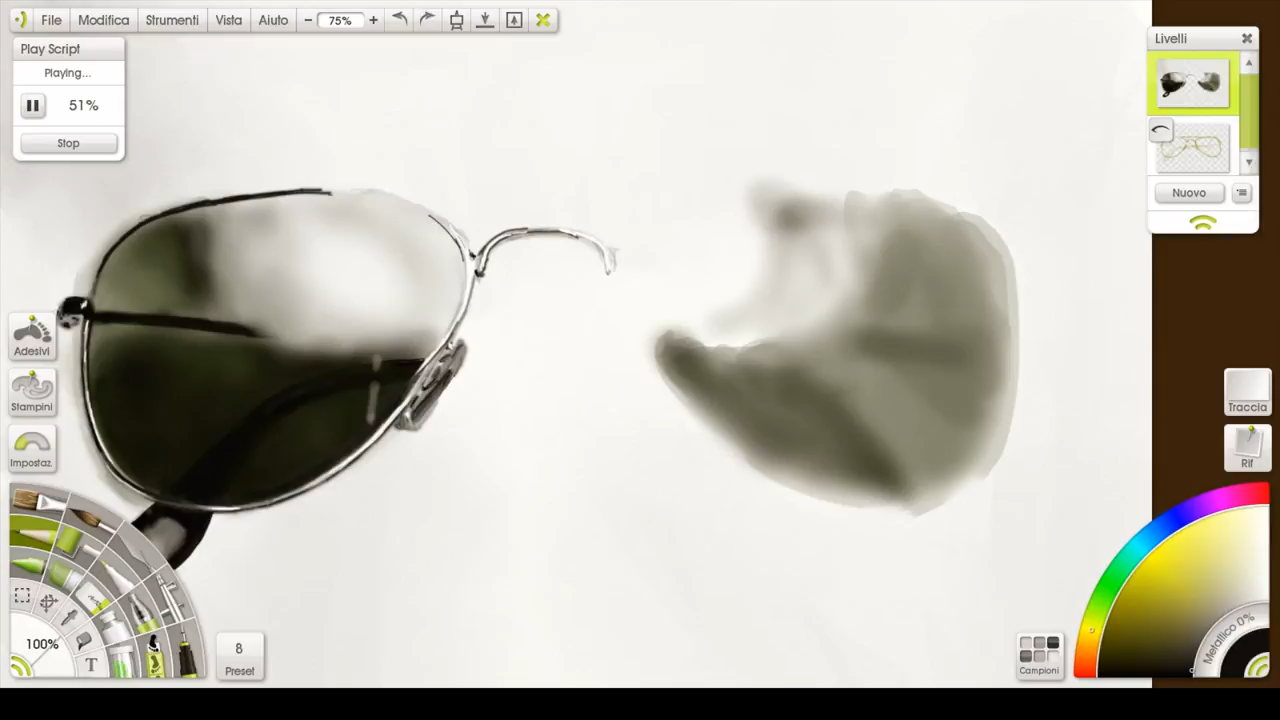 File Modifica Strumenti Vista Aiuto − 75% +
Play Script
Playing...
51%
Stop
Livelli
Nuovo
Adesivi
Stampini
Impostaz.
Traccia
Rif
100%
T
8
Preset
Campioni
Metallico 0%